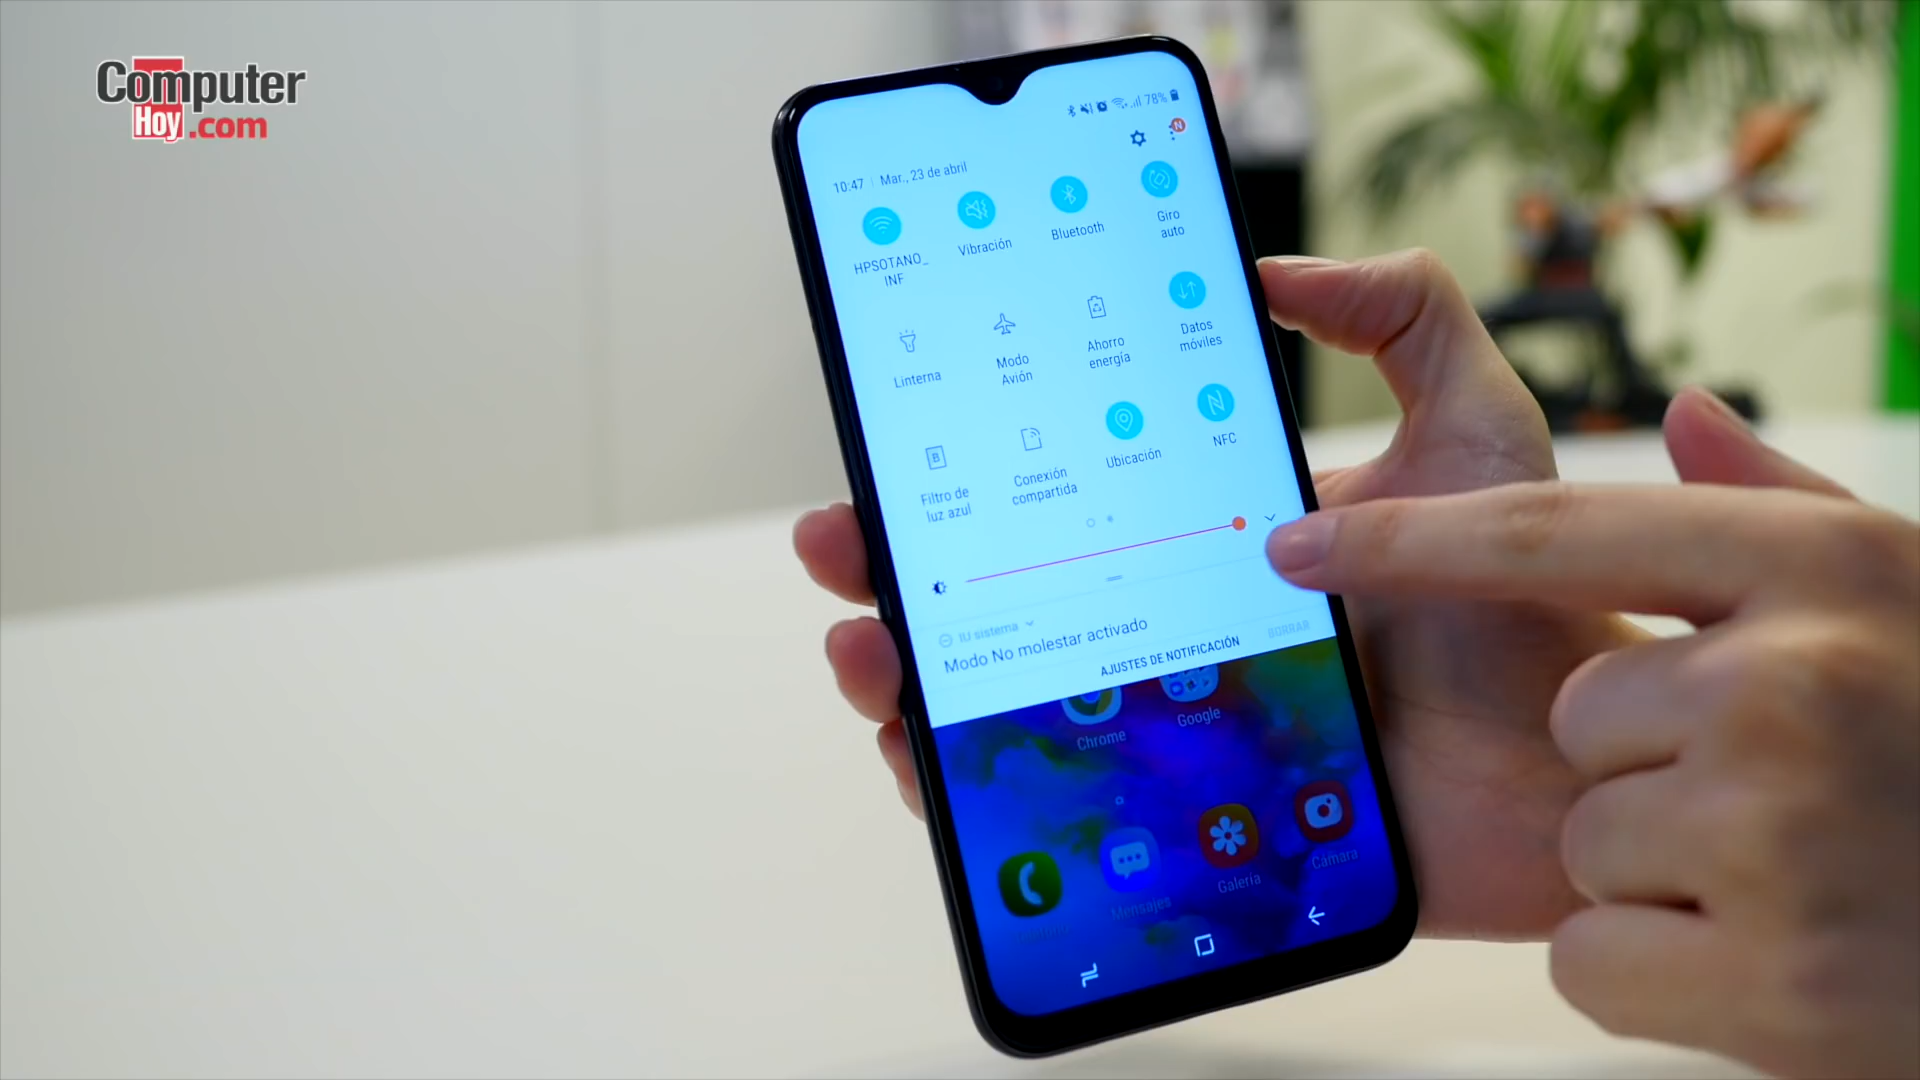 Computer
Hoy.com
78%
N
10:47 | Mar., 23 de abril
HPSOTANO_
INF
Vibración
Bluetooth
Giro
auto
Linterna
Modo
Avión
Ahorro
energía
Datos
móviles
B
Filtro de
luz azul
Conexión
compartida
Ubicación
NFC
IU sistema
Modo No molestar activado
AJUSTES DE NOTIFICACIÓN
BORRAR
Chrome
Google
Mensajes
Galería
Cámara